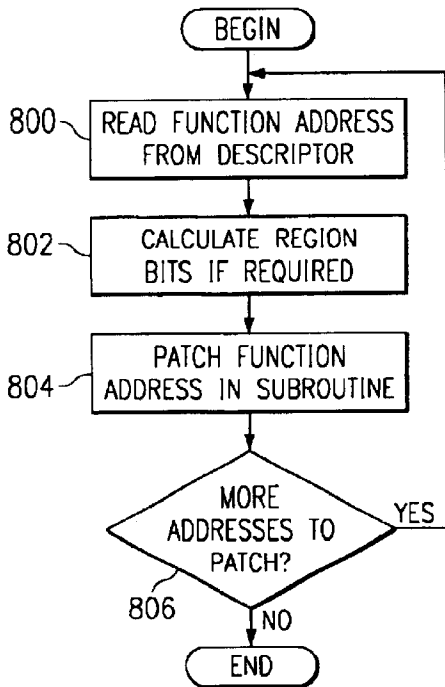 BEGIN
800
READ FUNCTION ADDRESS
FROM DESCRIPTOR
802
CALCULATE REGION
BITS IF REQUIRED
804
PATCH FUNCTION
ADDRESS IN SUBROUTINE
MORE
ADDRESSES TO
PATCH?
YES
806
NO
END